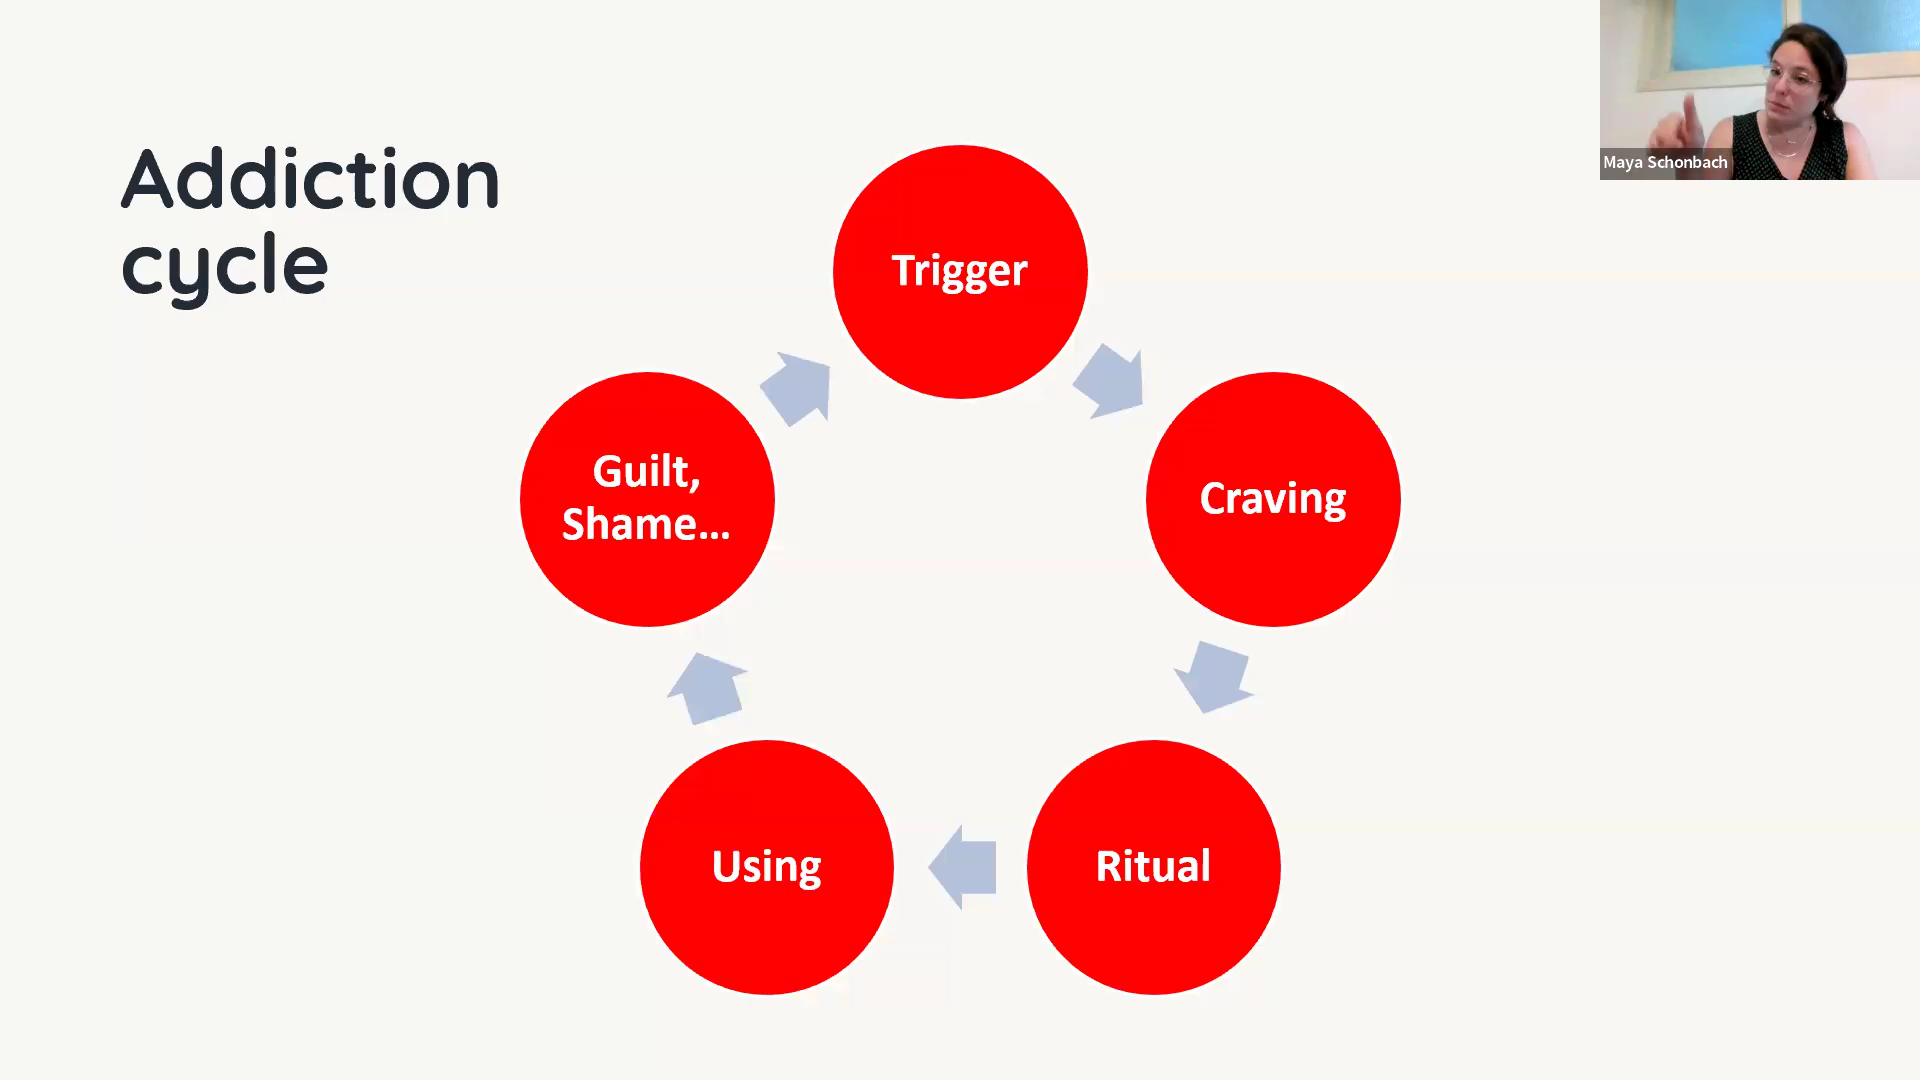 Addiction
cycle
Maya Schonbach
Trigger
Craving
Ritual
Using
Guilt,
Shame...